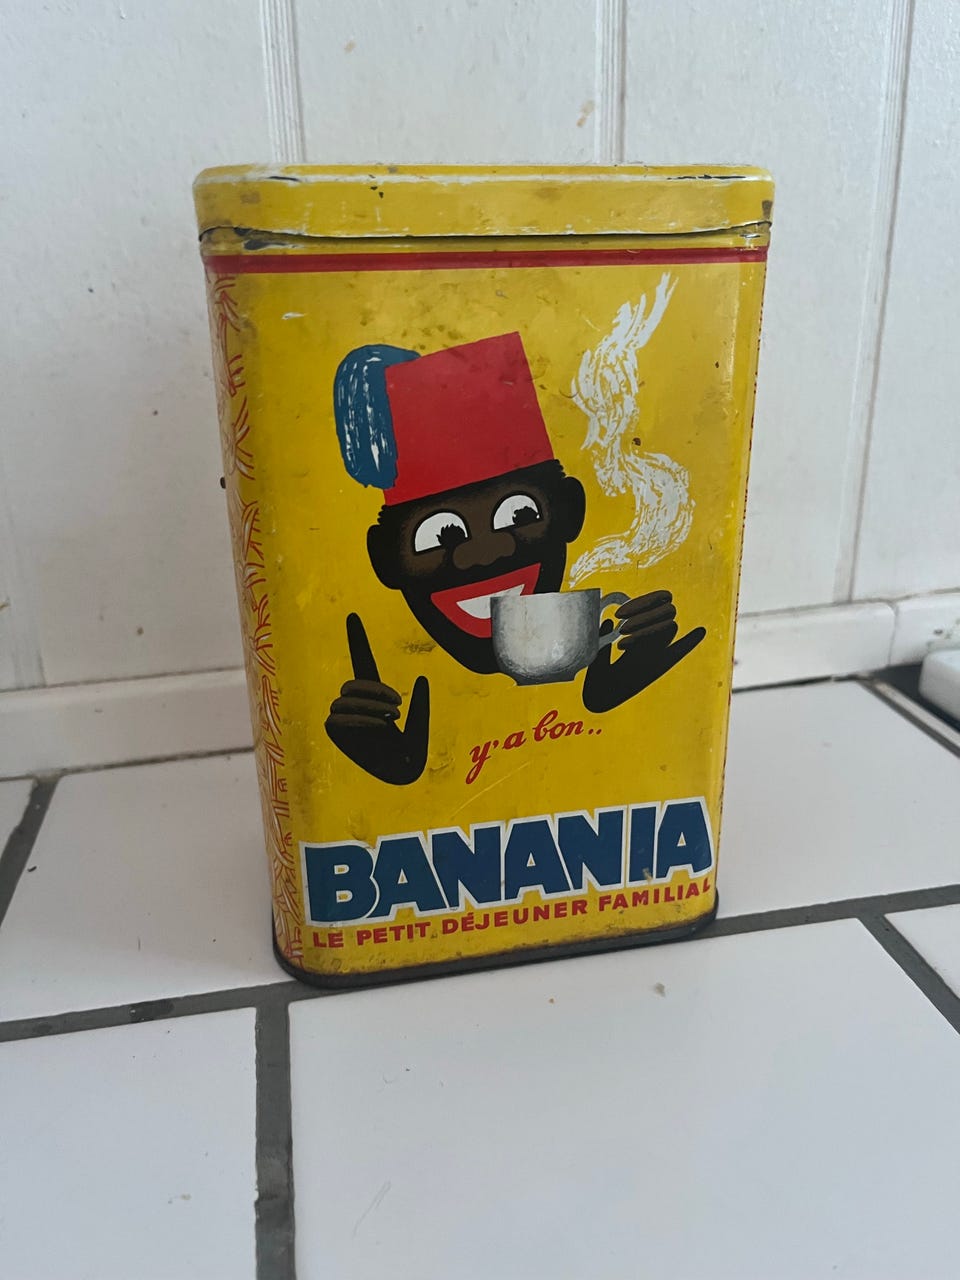 y'a bon..
BANANIA
LE PETIT DÉJEUNER FAMILIAL